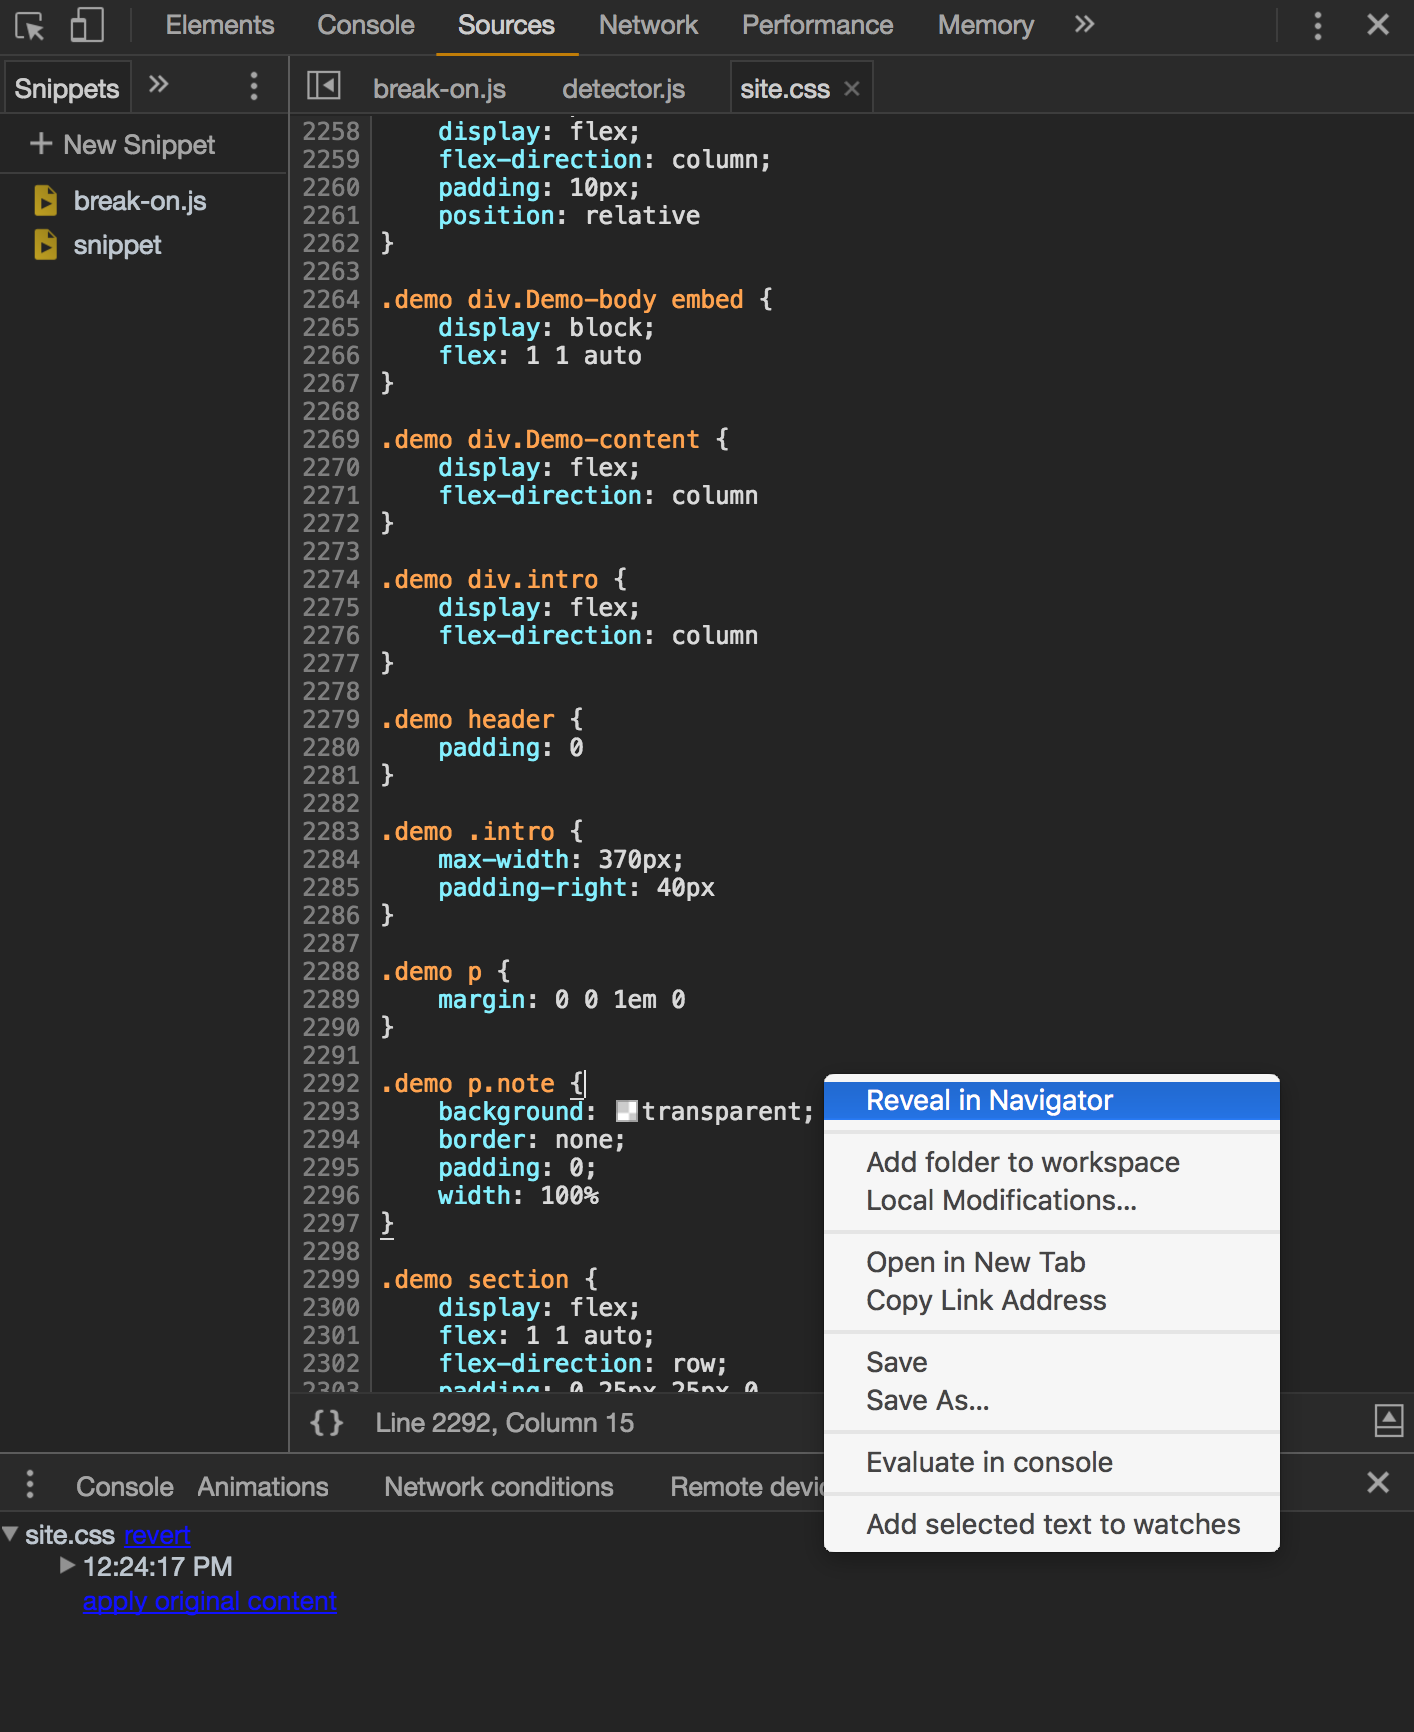 Elements Console Sources Network Performance Memory »
Snippets » break-on.js detector.js site.css ×
+ New Snippet
break-on.js
snippet
2258     display: flex;
2259     flex-direction: column;
2260     padding: 10px;
2261     position: relative
2262 }
2263
2264 .demo div.Demo-body embed {
2265     display: block;
2266     flex: 1 1 auto
2267 }
2268
2269 .demo div.Demo-content {
2270     display: flex;
2271     flex-direction: column
2272 }
2273
2274 .demo div.intro {
2275     display: flex;
2276     flex-direction: column
2277 }
2278
2279 .demo header {
2280     padding: 0
2281 }
2282
2283 .demo .intro {
2284     max-width: 370px;
2285     padding-right: 40px
2286 }
2287
2288 .demo p {
2289     margin: 0 0 1em 0
2290 }
2291
2292 .demo p.note {
2293     background: transparent;
2294     border: none;
2295     padding: 0;
2296     width: 100%
2297 }
2298
2299 .demo section {
2300     display: flex;
2301     flex: 1 1 auto;
2302     flex-direction: row;
2303     padding: 0 25px 25px 0
{} Line 2292, Column 15
Reveal in Navigator
Add folder to workspace
Local Modifications...
Open in New Tab
Copy Link Address
Save
Save As...
Evaluate in console
Add selected text to watches
Console Animations Network conditions Remote
site.css revert
12:24:17 PM
apply original content